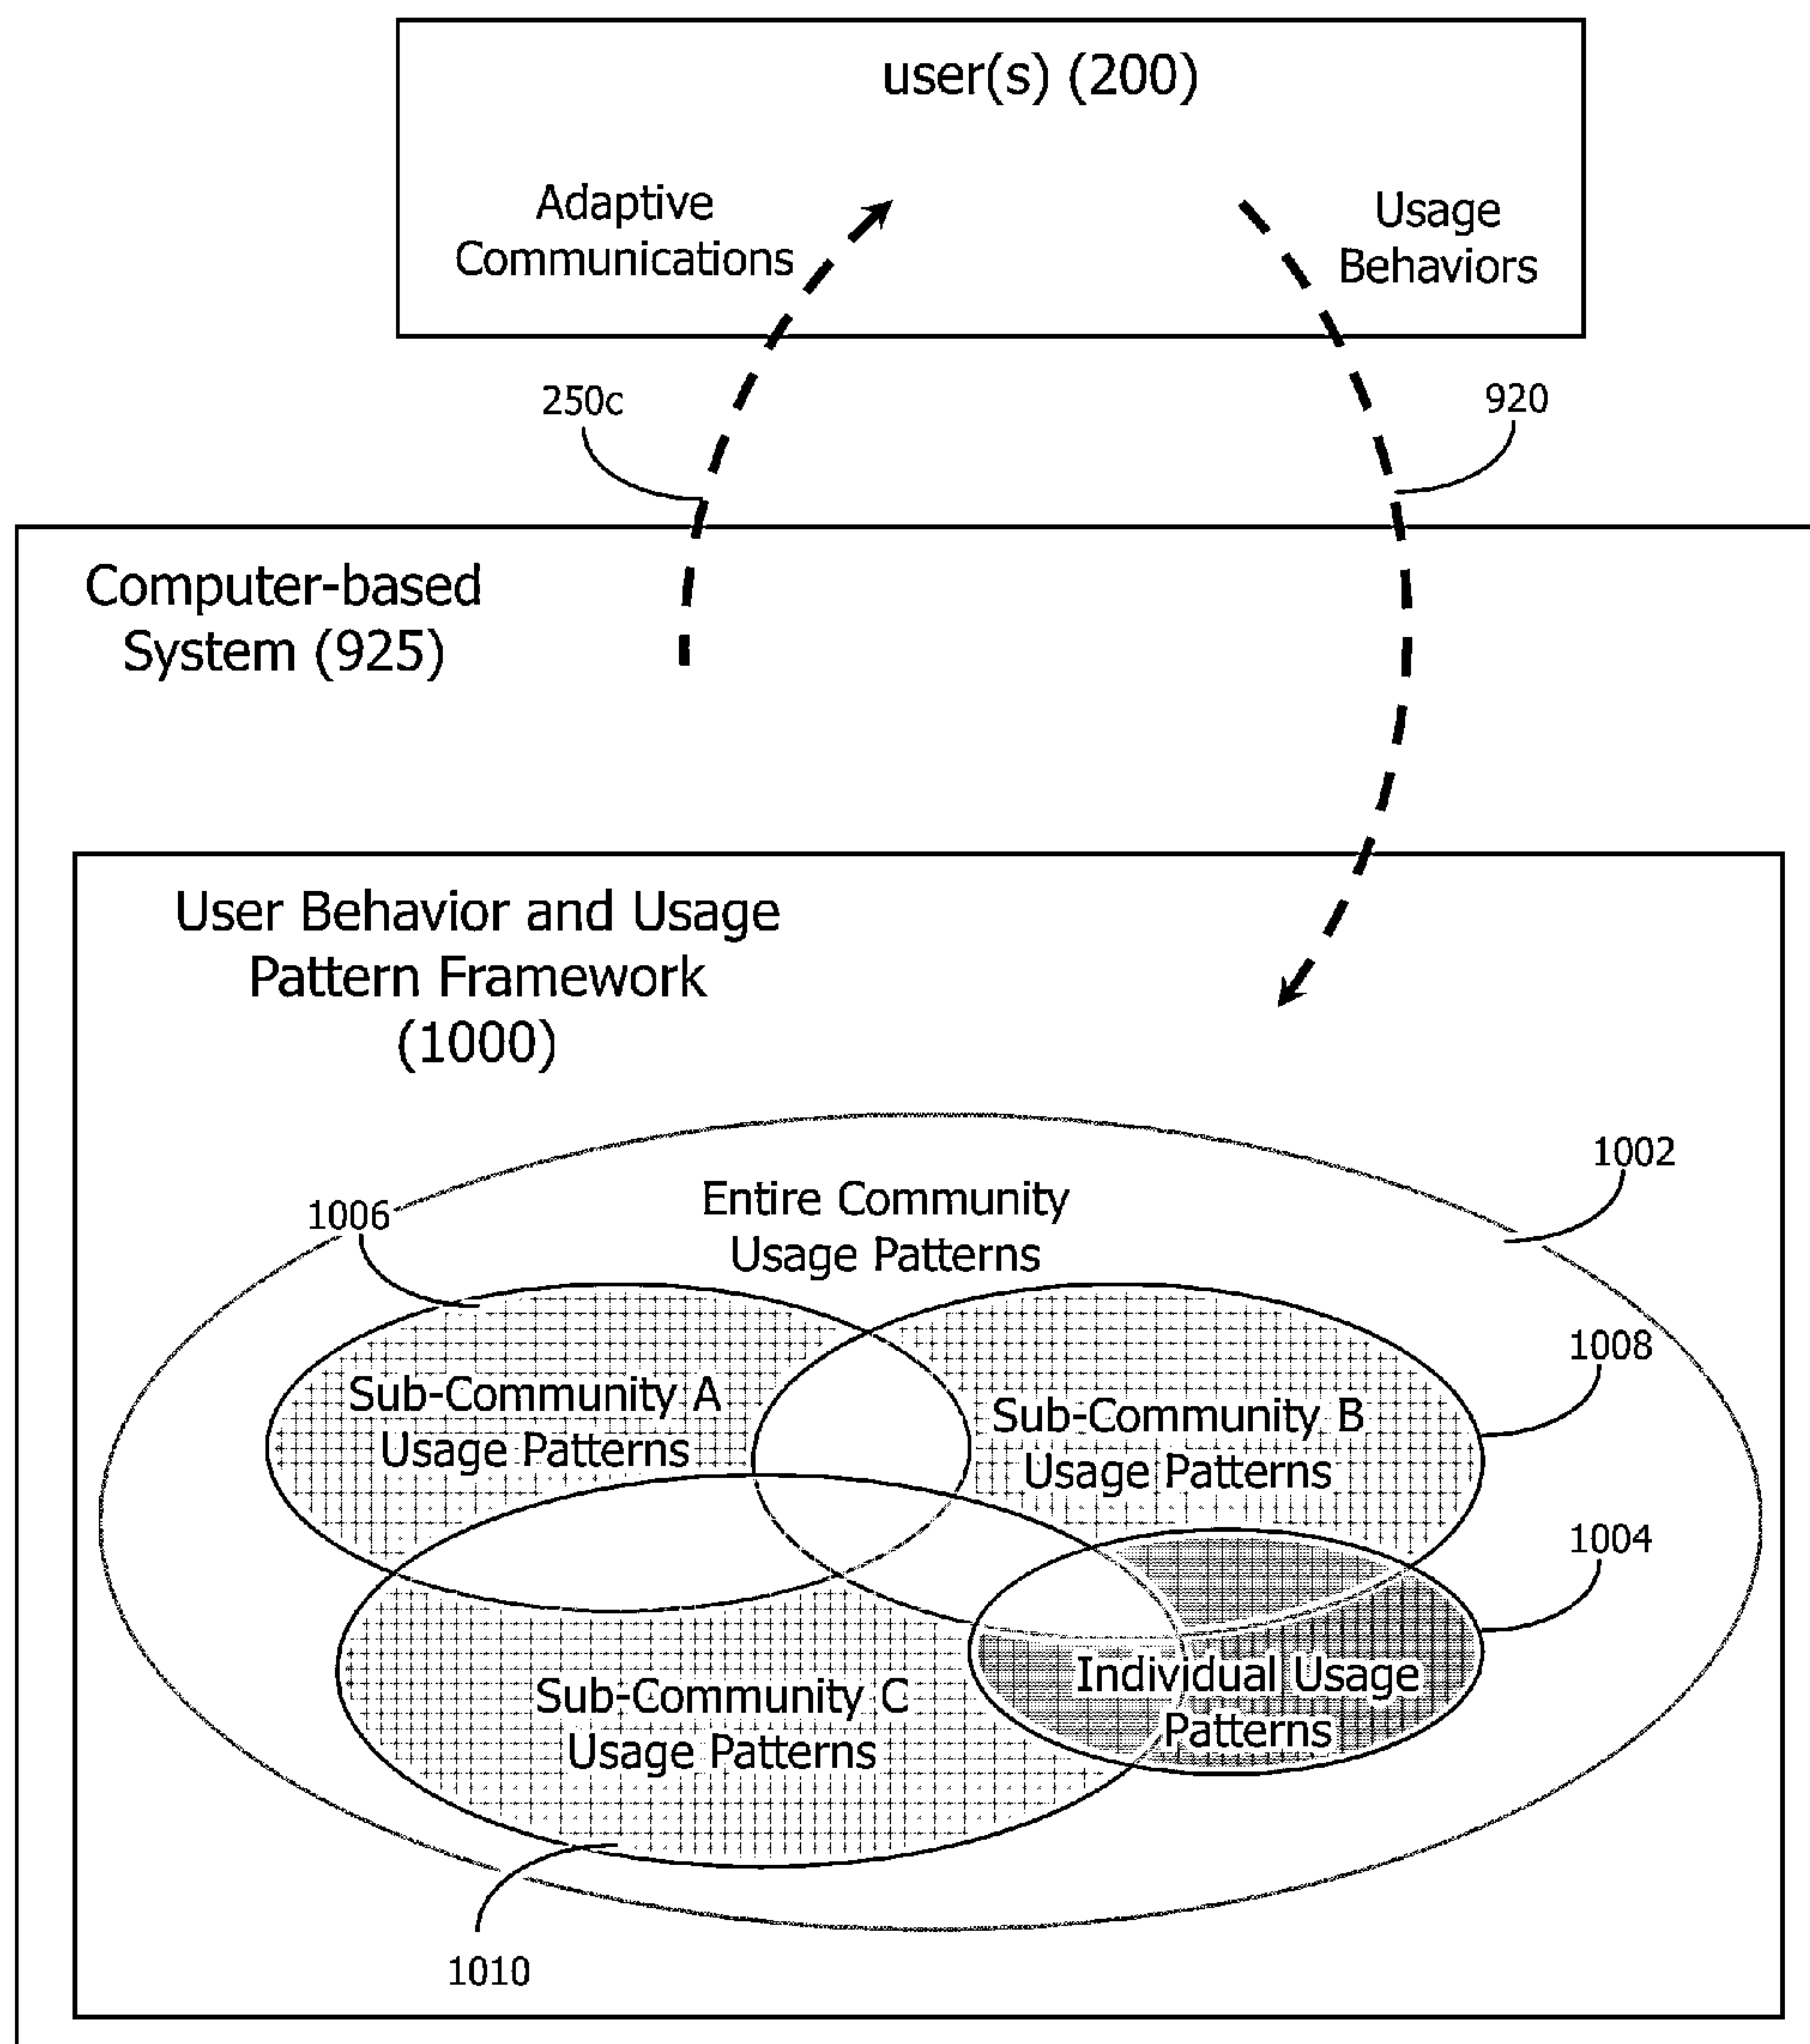 user(s) (200)
Adaptive
Communications
Usage
Behaviors
250c
920
Computer-based
System (925)
User Behavior and Usage
Pattern Framework
(1000)
1002
Entire Community
Usage Patterns
1006
1008
Sub-Community A
Usage Patterns
Sub-Community B
Usage Patterns
1004
Individual Usage
Patterns
Sub-Community C
Usage Patterns
1010